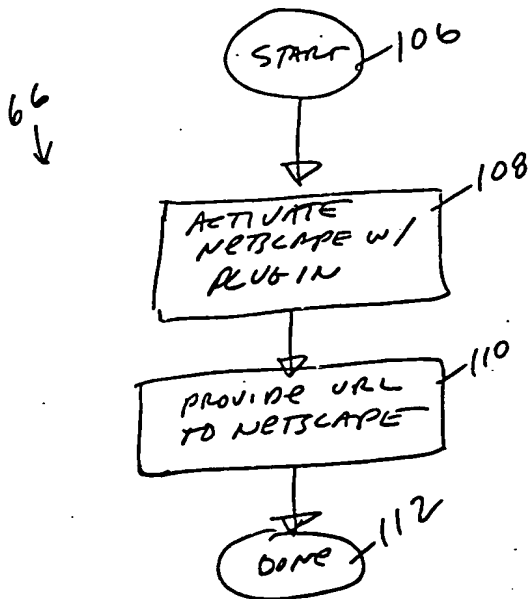 START
106
66
108
ACTIVATE
NETSCAPE W/
PLUGIN
110
PROVIDE URL
TO NETSCAPE
112
DONE